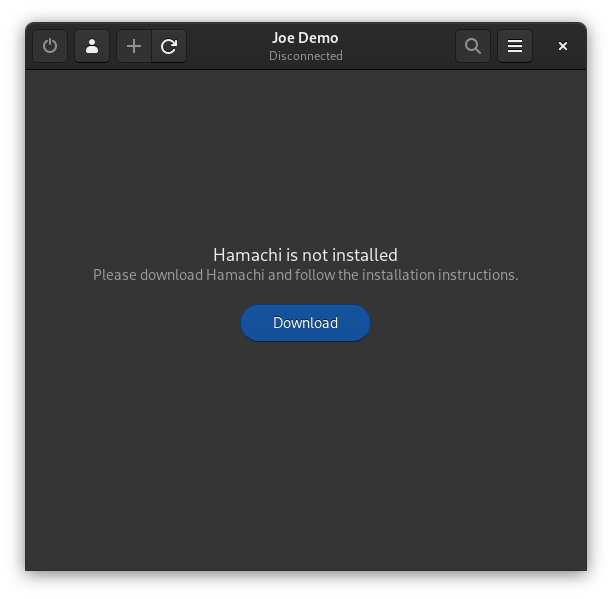 Joe Demo
Disconnected
Hamachi is not installed
Please download Hamachi and follow the installation instructions.
Download